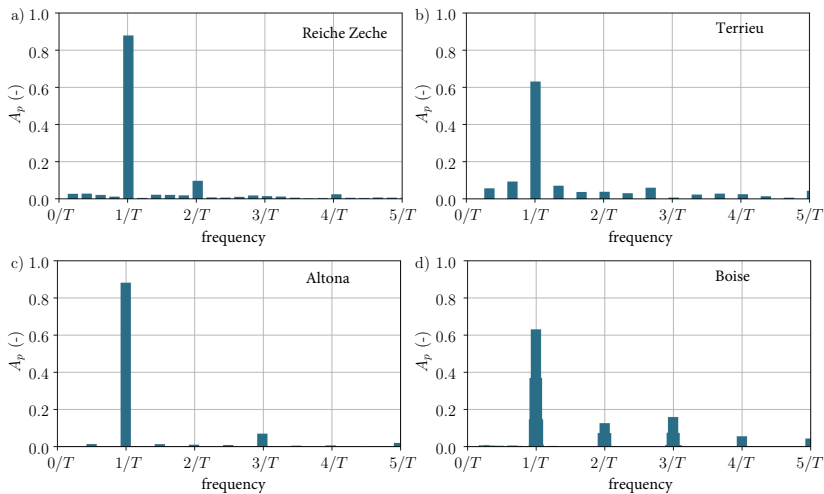 a) 1.0
0.8
0.6
0.4
0.2
0.0
A_p (-)
Reiche Zeche
0/T 1/T 2/T 3/T 4/T 5/T
frequency
b) 1.0
0.8
0.6
0.4
0.2
0.0
A_p (-)
Terrieu
0/T 1/T 2/T 3/T 4/T 5/T
frequency
c) 1.0
0.8
0.6
0.4
0.2
0.0
A_p (-)
Altona
0/T 1/T 2/T 3/T 4/T 5/T
frequency
d) 1.0
0.8
0.6
0.4
0.2
0.0
A_p (-)
Boise
0/T 1/T 2/T 3/T 4/T 5/T
frequency